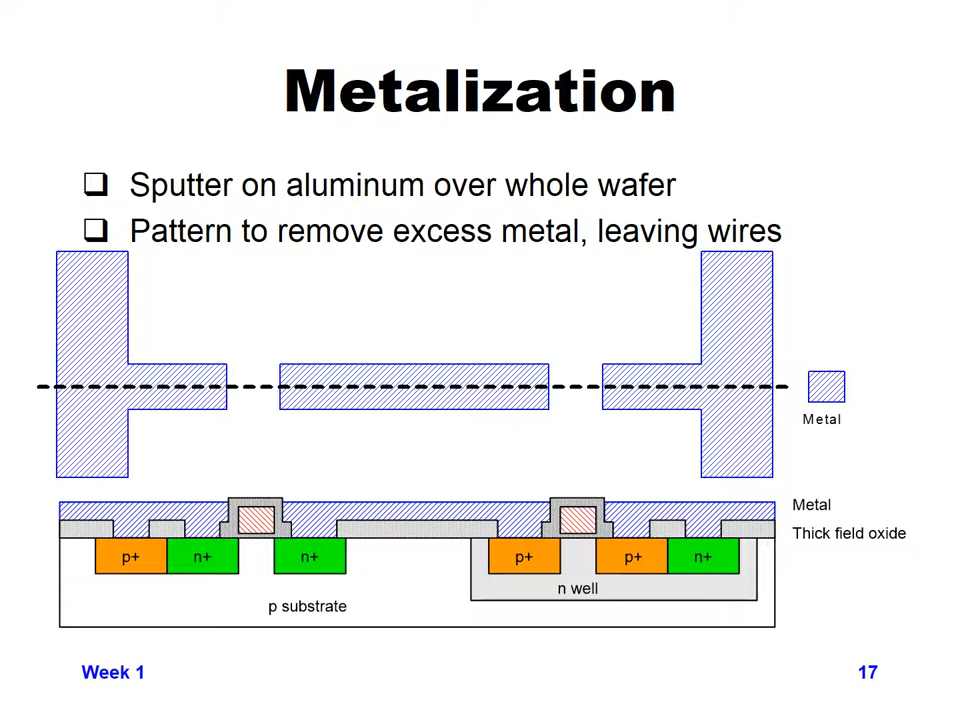 Metalization
❑ Sputter on aluminum over whole wafer
❑ Pattern to remove excess metal, leaving wires
Metal
Metal
Thick field oxide
p+ n+ n+ p+ p+ n+
n well
p substrate
Week 1 17